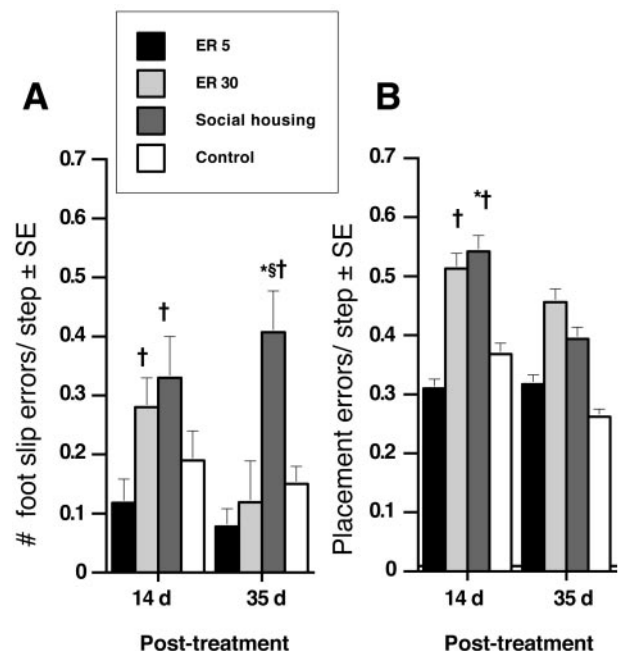 ER 5
ER 30
Social housing
Control
A
# foot slip errors/ step ± SE
0.7
0.6
0.5
0.4
0.3
0.2
0.1
0
†
†
*§†
14 d
35 d
Post-treatment
B
Placement errors/ step ± SE
0.7
0.6
0.5
0.4
0.3
0.2
0.1
0
†
*†
14 d
35 d
Post-treatment